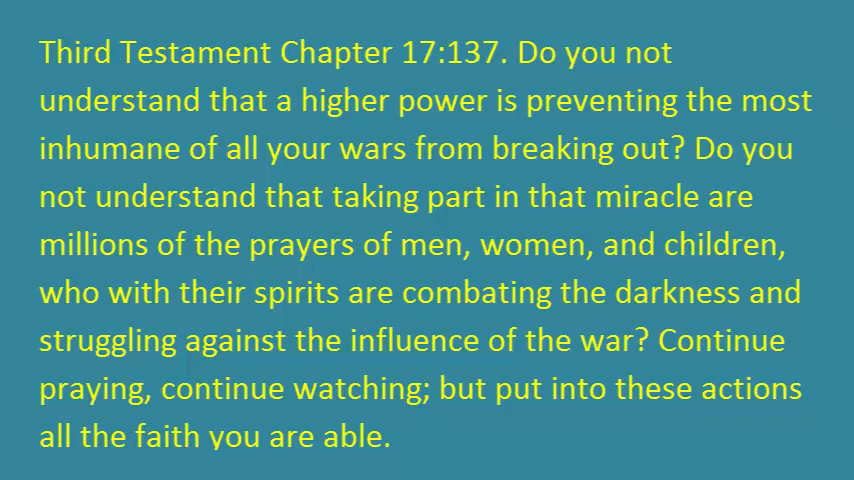 Third Testament Chapter 17:137. Do you not
understand that a higher power is preventing the most
inhumane of all your wars from breaking out? Do you
not understand that taking part in that miracle are
millions of the prayers of men, women, and children,
who with their spirits are combating the darkness and
struggling against the influence of the war? Continue
praying, continue watching; but put into these actions
all the faith you are able.